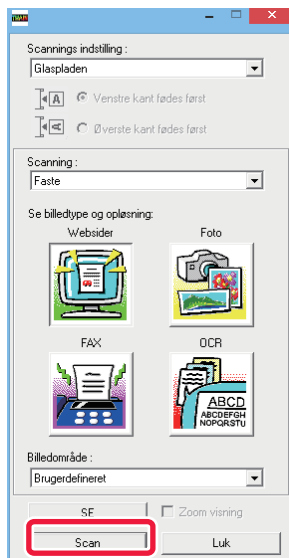 Scannings indstilling :
Glaspladen
A Venstre kant fødes først
A Øverste kant fødes først
Scanning :
Faste
Se billedtype og opløsning:
Websider Foto
FAX OCR
ABCD
ABCDEFGH
NOPQRSTU
Billedområde :
Brugerdefineret
SE Zoom visning
Scan Luk